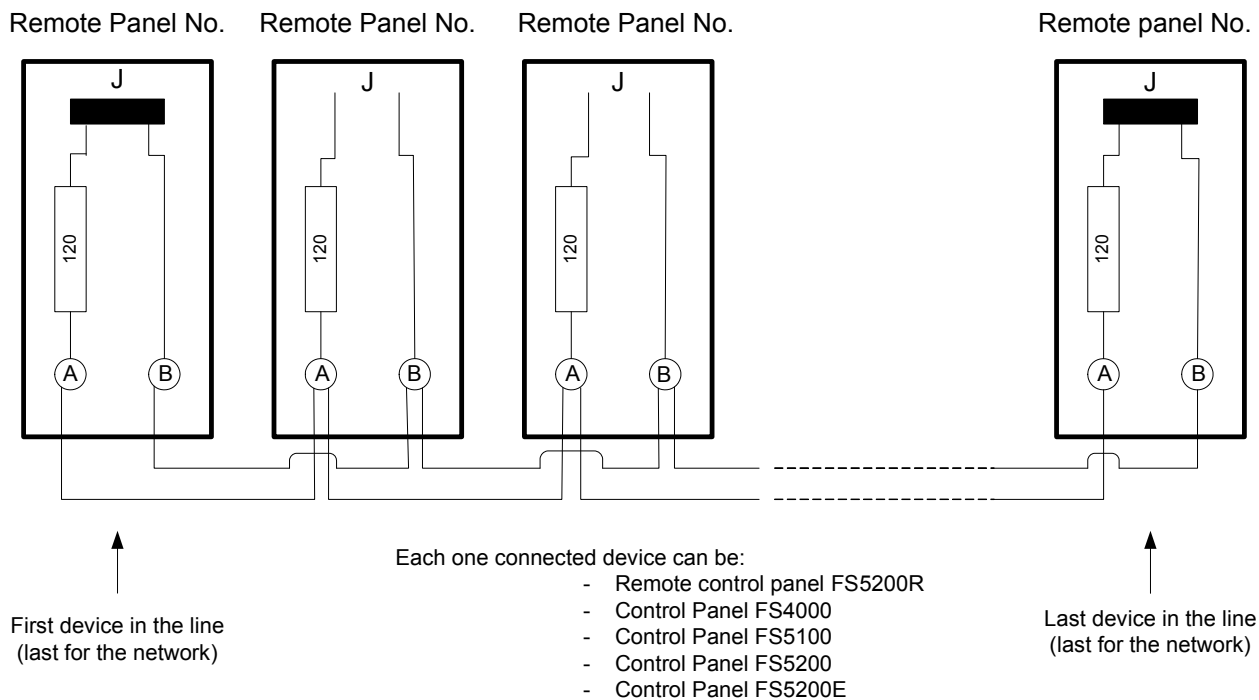 Remote Panel No. Remote Panel No. Remote Panel No. Remote panel No.
J J J J
120 120 120 120
A B A B A B A B
Each one connected device can be:
- Remote control panel FS5200R
- Control Panel FS4000
- Control Panel FS5100
- Control Panel FS5200
- Control Panel FS5200E
First device in the line
(last for the network)
Last device in the line
(last for the network)